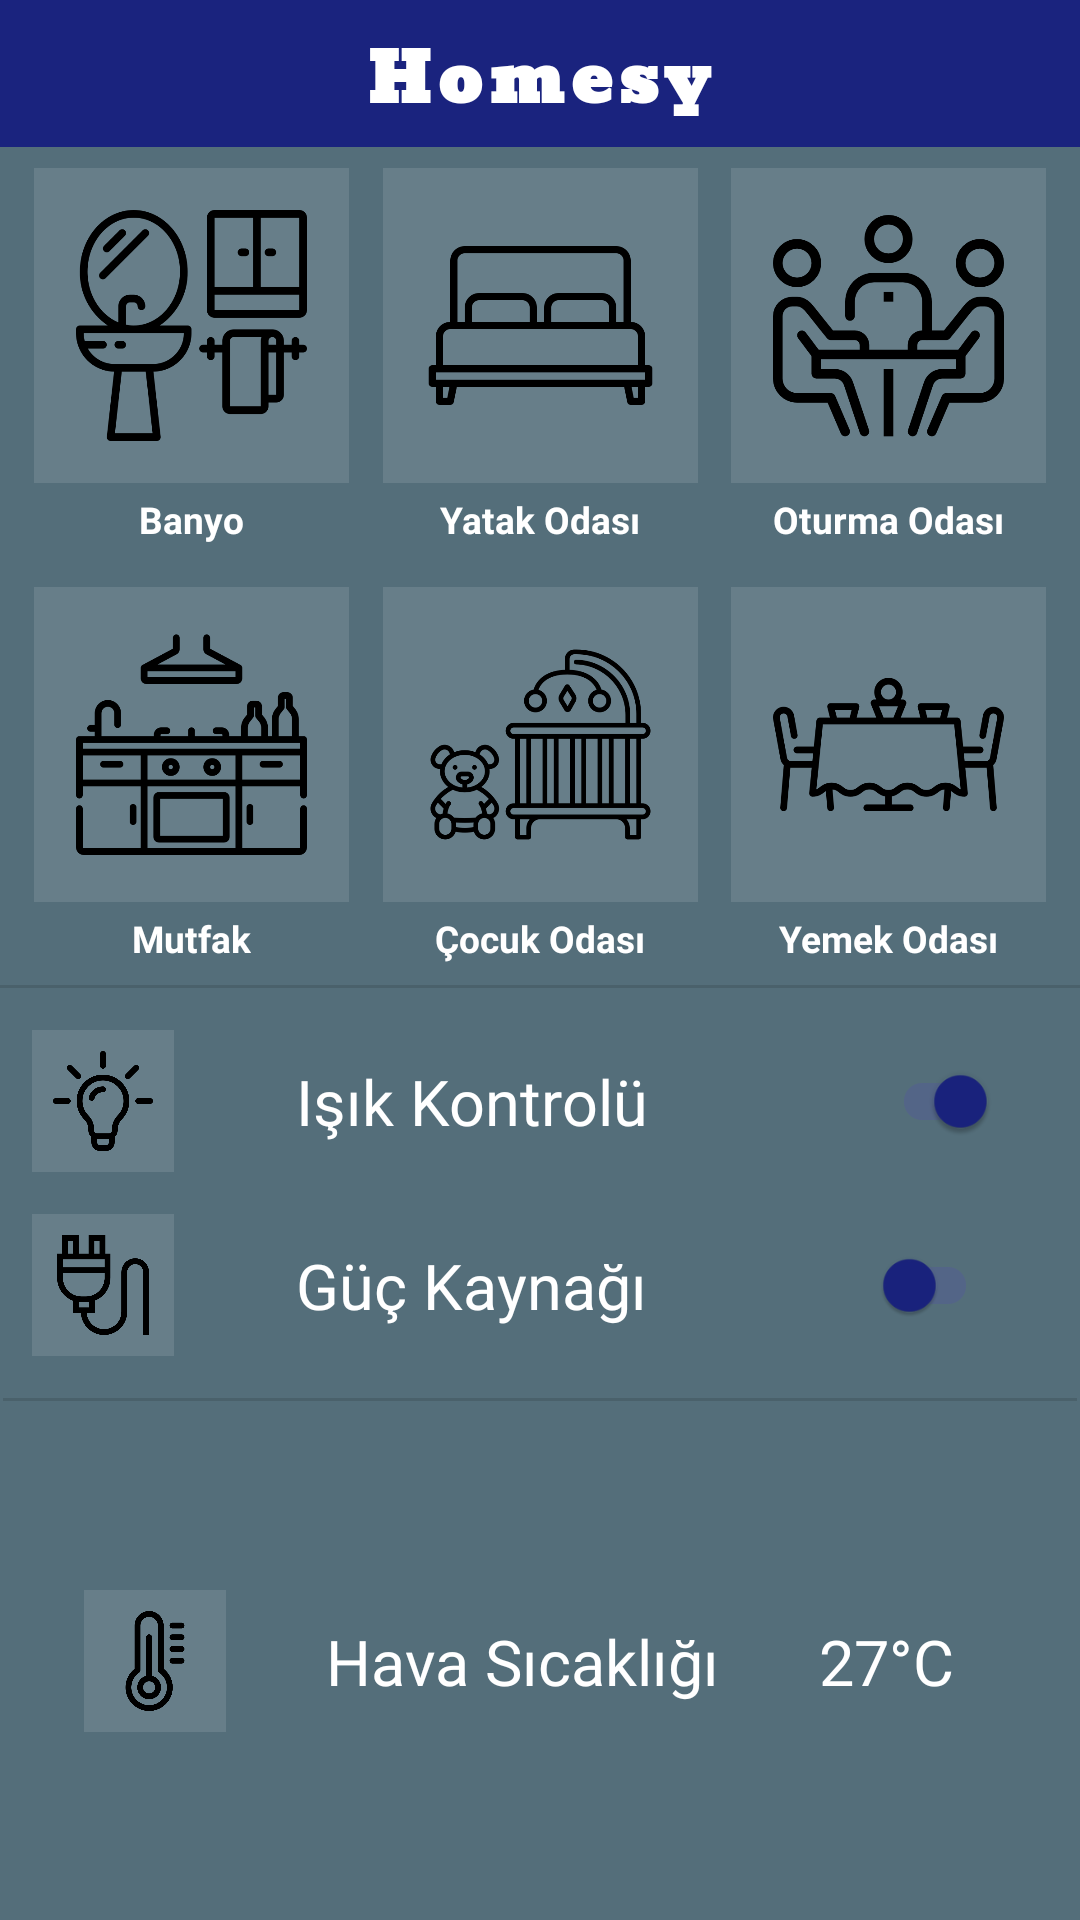 Homesy
Banyo
Yatak Odası
Oturma Odası
Mutfak
Çocuk Odası
Yemek Odası
Işık Kontrolü
Güç Kaynağı
Hava Sıcaklığı 27°C